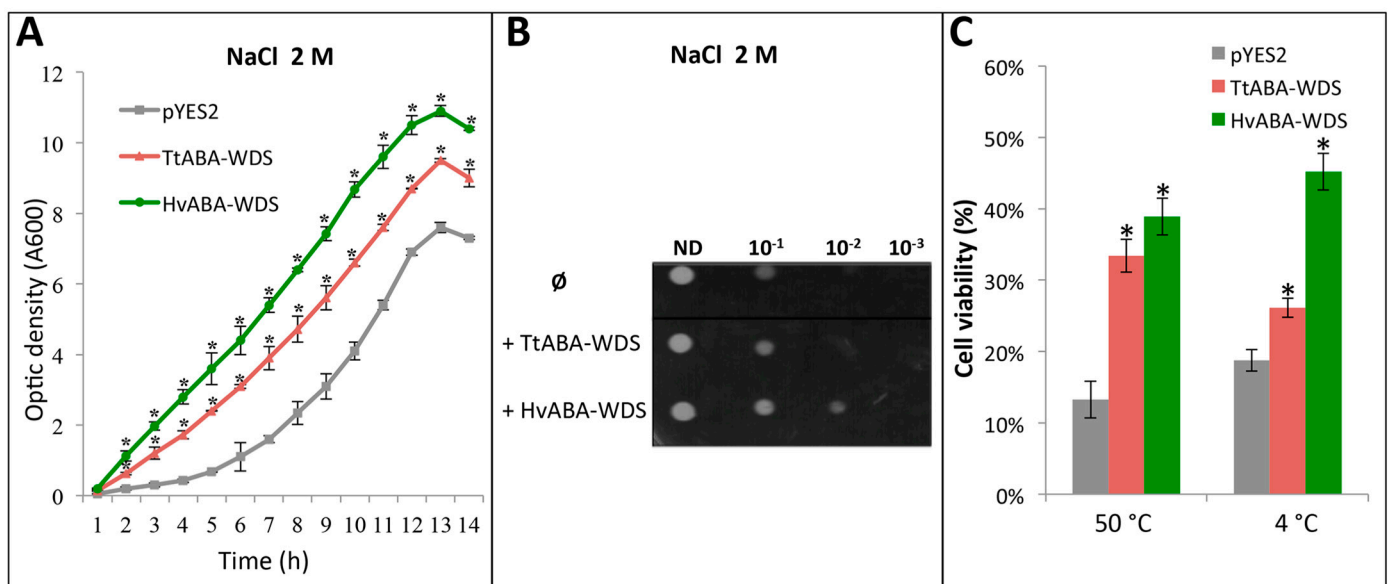 A
NaCl 2 M
12
10
8
6
4
2
0
Optic density (A600)
pYES2
TtABA-WDS
HvABA-WDS
* * * * * * * * * * * * *
* * * * * * * * * * * * *
1 2 3 4 5 6 7 8 9 10 11 12 13 14
Time (h)
B
NaCl 2 M
ND 10⁻¹ 10⁻² 10⁻³
Ø
+ TtABA-WDS
+ HvABA-WDS
C
pYES2
TtABA-WDS
HvABA-WDS
60%
50%
40%
30%
20%
10%
0%
Cell viability (%)
* *
* *
50 °C 4 °C